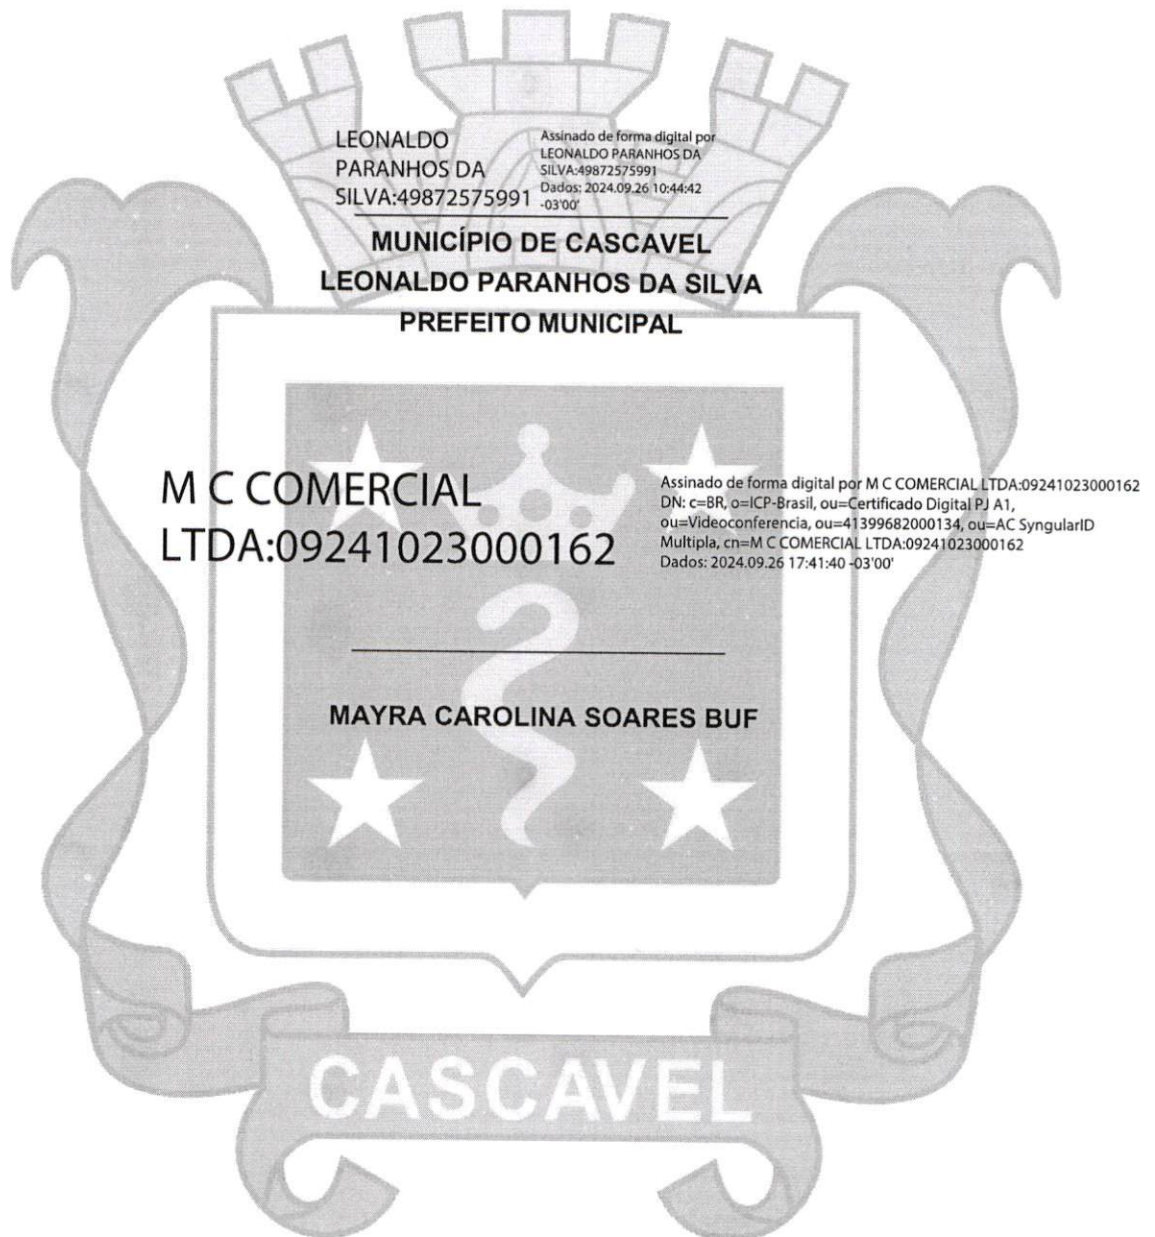 LEONALDO
PARANHOS DA
SILVA:49872575991
Assinado de forma digital por
LEONALDO PARANHOS DA
SILVA:49872575991
Dados: 2024.09.26 10:44:42
-03'00'
MUNICÍPIO DE CASCAVEL
LEONALDO PARANHOS DA SILVA
PREFEITO MUNICIPAL
M C COMERCIAL
LTDA:09241023000162
Assinado de forma digital por M C COMERCIAL LTDA:09241023000162
DN: c=BR, o=ICP-Brasil, ou=Certificado Digital PJ A1,
ou=Videoconferencia, ou=41399682000134, ou=AC SyngularID
Multipla, cn=M C COMERCIAL LTDA:09241023000162
Dados: 2024.09.26 17:41:40 -03'00'
MAYRA CAROLINA SOARES BUF
CASCAVEL